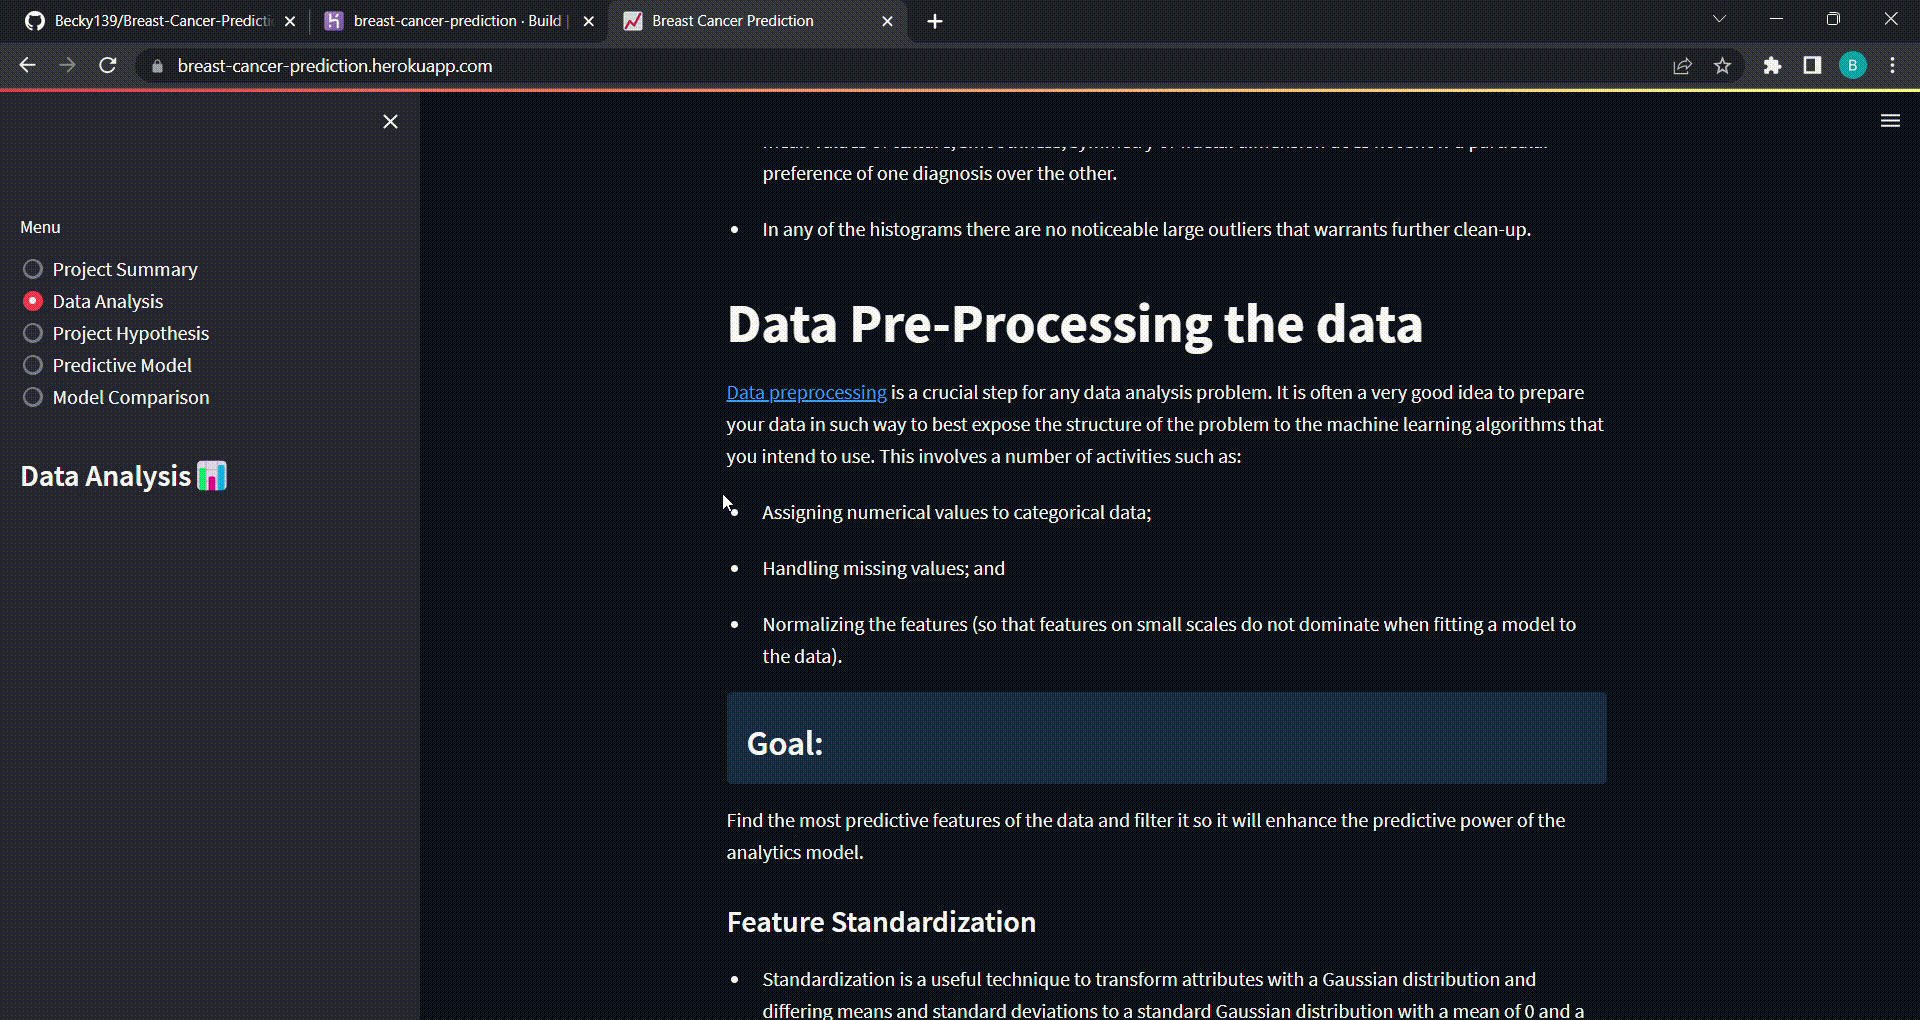 Becky139/Breast-Cancer-Predicti
breast-cancer-prediction · Build |
Breast Cancer Prediction
breast-cancer-prediction.herokuapp.com
B
Menu
Project Summary
Data Analysis
Project Hypothesis
Predictive Model
Model Comparison
Data Analysis
preference of one diagnosis over the other.
In any of the histograms there are no noticeable large outliers that warrants further clean-up.
Data Pre-Processing the data
Data preprocessing is a crucial step for any data analysis problem. It is often a very good idea to prepare
your data in such way to best expose the structure of the problem to the machine learning algorithms that
you intend to use. This involves a number of activities such as:
Assigning numerical values to categorical data;
Handling missing values; and
Normalizing the features (so that features on small scales do not dominate when fitting a model to
the data).
Goal:
Find the most predictive features of the data and filter it so it will enhance the predictive power of the
analytics model.
Feature Standardization
Standardization is a useful technique to transform attributes with a Gaussian distribution and
differing means and standard deviations to a standard Gaussian distribution with a mean of 0 and a